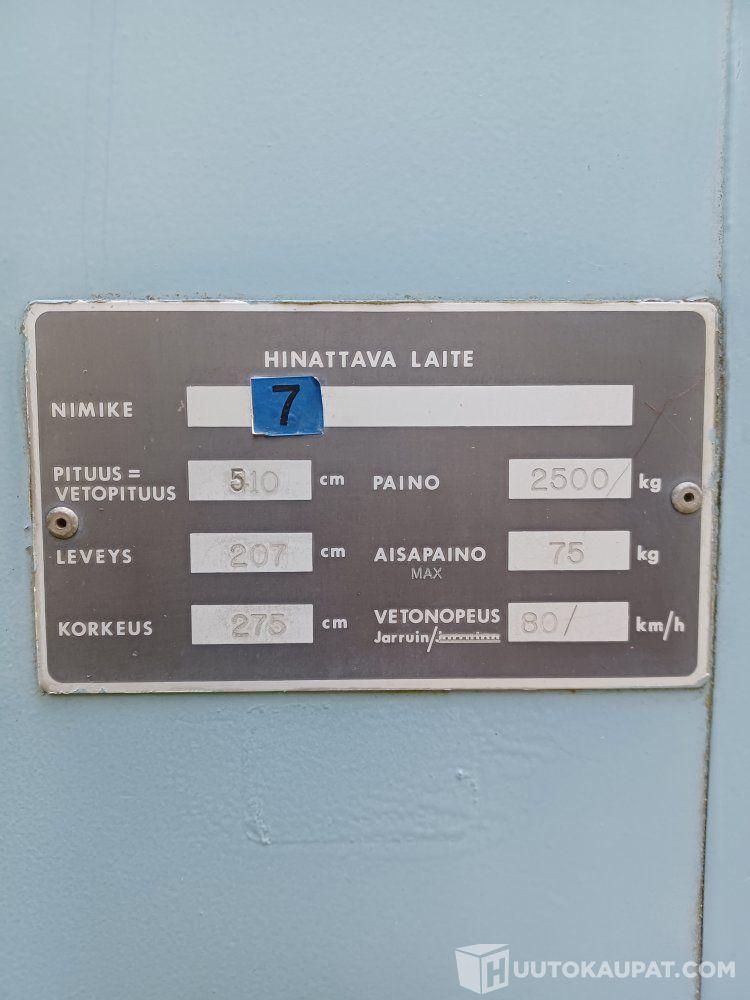 HINATTAVA LAITE
NIMIKE 7
PITUUS =
VETOPITUUS 510 cm
PAINO 2500/ kg
LEVEYS 207 cm
AISAPAINO 75 kg
MAX
KORKEUS 275 cm
VETONOPEUS 80/ km/h
Jarruin/
HUUTOKAUPAT.COM